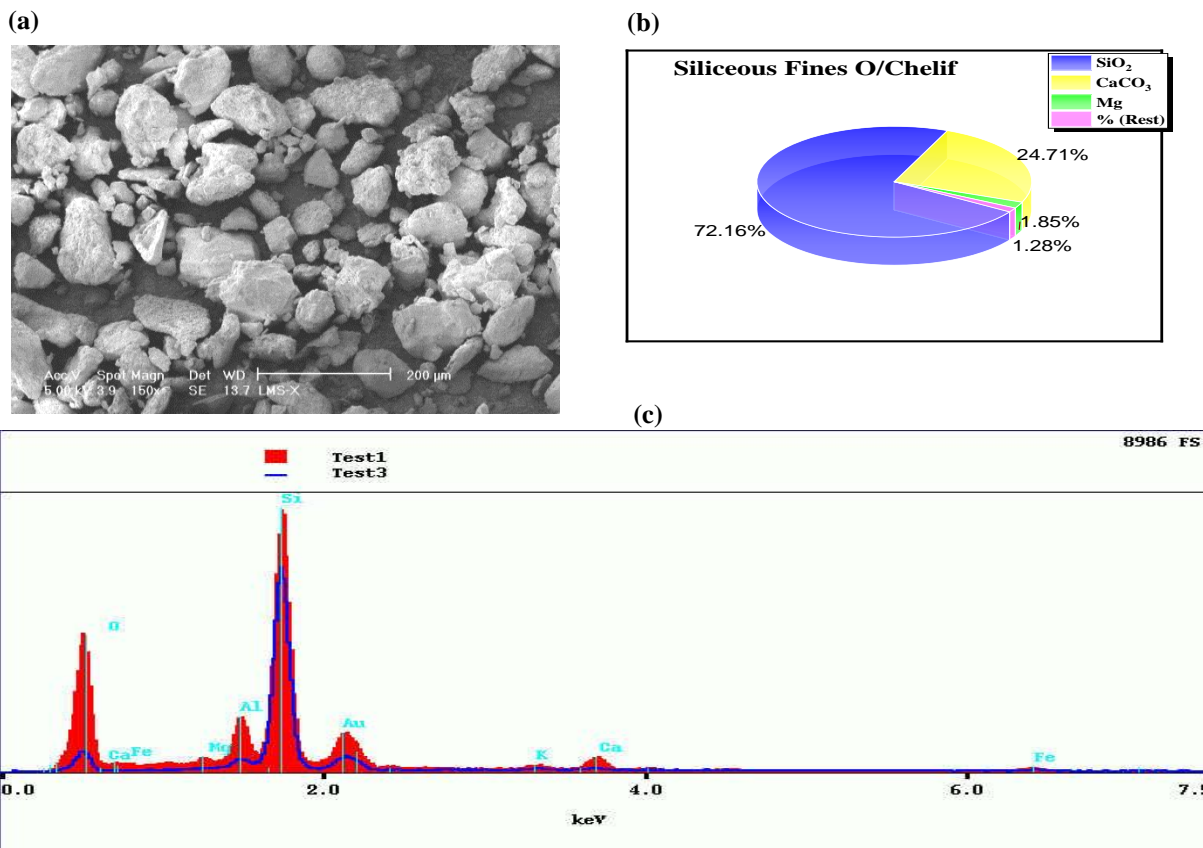 (a)
Acc.V Spot Magn Det WD 200 µm
5.00 kV 3.9 150x SE 13.7 LMS-X
(b)
Siliceous Fines O/Chelif
SiO₂
CaCO₃
Mg
% (Rest)
24.71%
72.16%
1.85%
1.28%
(c)
8986 FS
Test1
Test3
Si
O
Al
Au
Ca Fe Mg K Ca Fe
0.0 2.0 4.0 6.0 7.5
keV